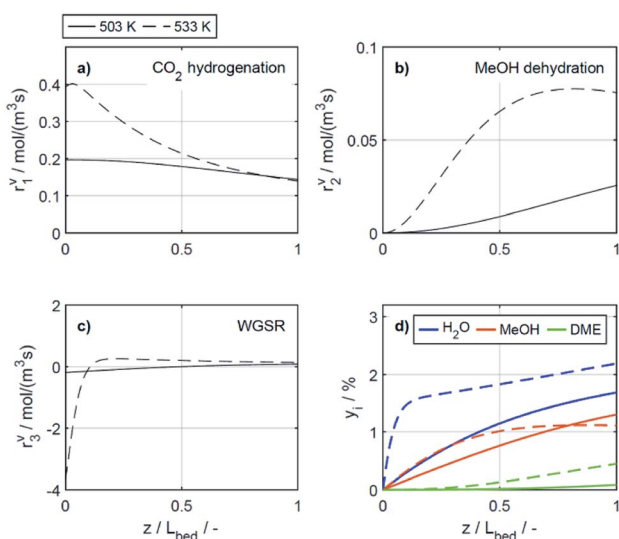 503 K 533 K
a) CO₂ hydrogenation
r₁ᵛ / mol/(m³s)
0.4
0.3
0.2
0.1
0
0 0.5 1
b) MeOH dehydration
r₂ᵛ / mol/(m³s)
0.1
0.05
0
0 0.5 1
c) WGSR
r₃ᵛ / mol/(m³s)
2
0
-2
-4
0 0.5 1
z / L_bed / -
d) H₂O MeOH DME
yᵢ / %
3
2
1
0
0 0.5 1
z / L_bed / -